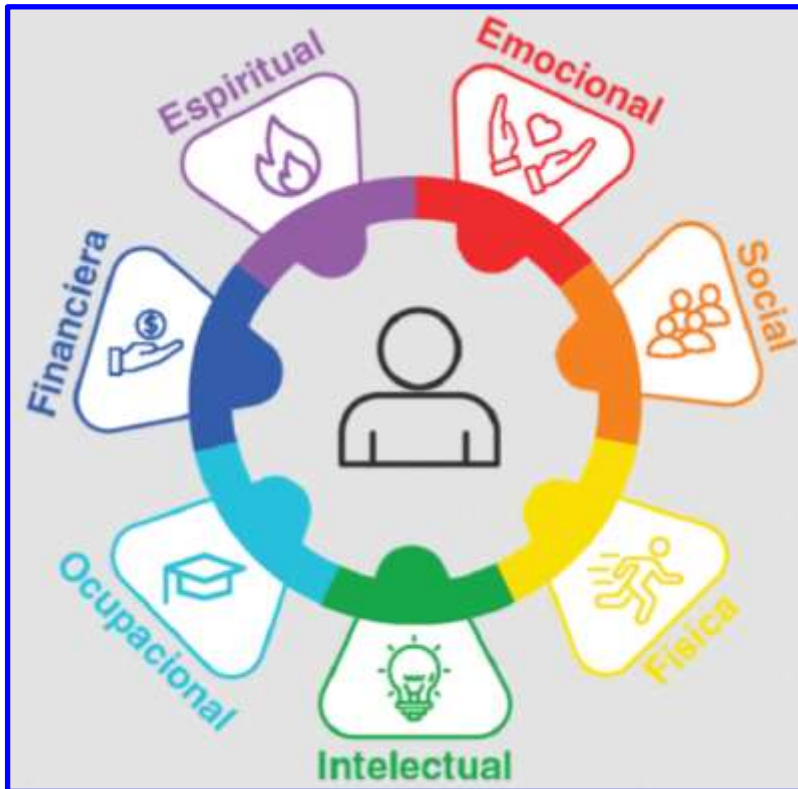 Espiritual
Emocional
Financiera
Social
$
Ocupacional
Física
Intelectual